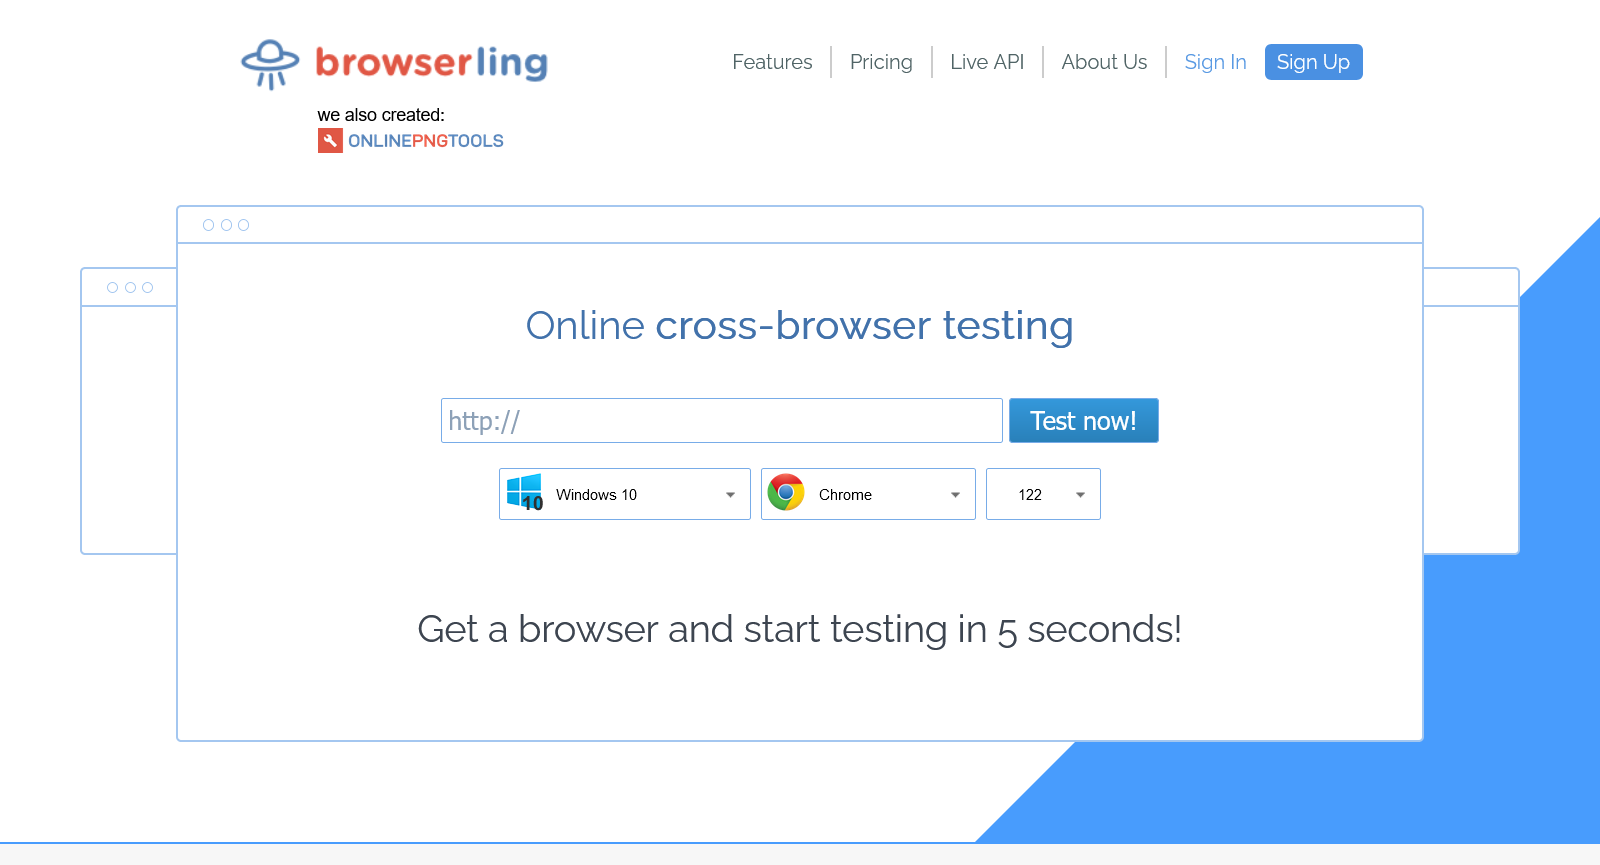 browserling
Features
Pricing
Live API
About Us
Sign In
Sign Up
we also created:
ONLINEPNGTOOLS
Online cross-browser testing
http://
Test now!
10
Windows 10
Chrome
122
Get a browser and start testing in 5 seconds!